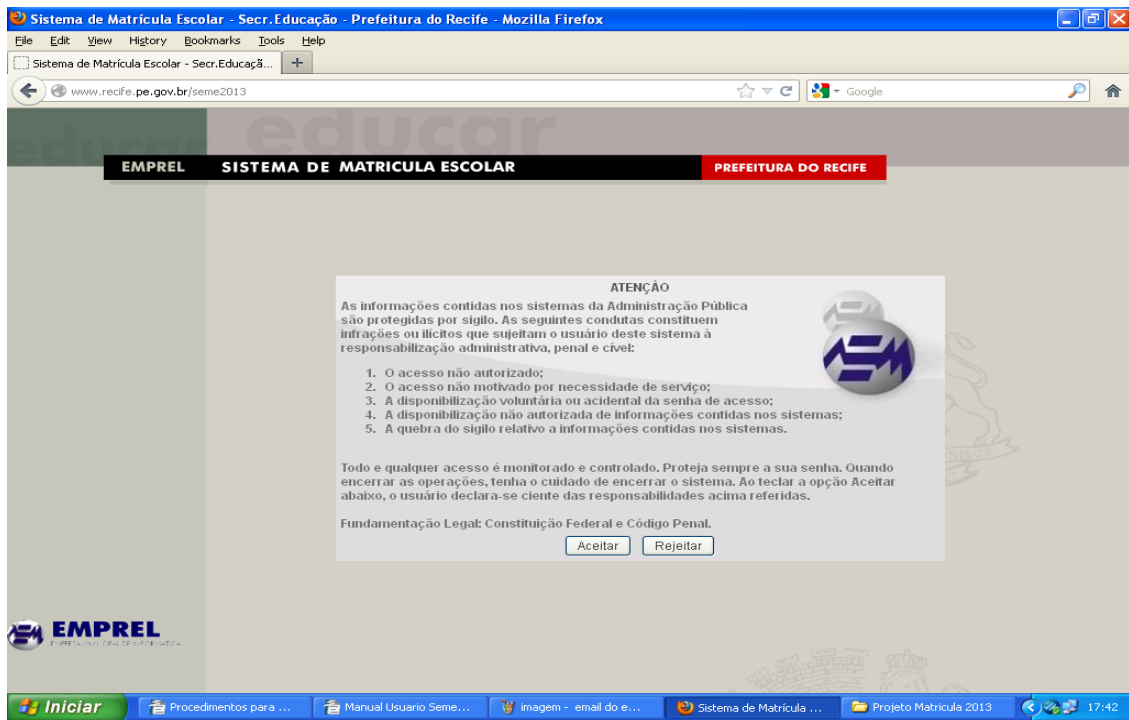 Sistema de Matrícula Escolar - Secr.Educação - Prefeitura do Recife - Mozilla Firefox
File Edit View History Bookmarks Tools Help
Sistema de Matrícula Escolar - Secr.Educaçã...
www.recife.pe.gov.br/seme2013
Google
educar educar
EMPREL SISTEMA DE MATRICULA ESCOLAR PREFEITURA DO RECIFE
ATENÇÃO
As informações contidas nos sistemas da Administração Pública
são protegidas por sigilo. As seguintes condutas constituem
infrações ou ilícitos que sujeitam o usuário deste sistema à
responsabilização administrativa, penal e cível:
1. O acesso não autorizado;
2. O acesso não motivado por necessidade de serviço;
3. A disponibilização voluntária ou acidental da senha de acesso;
4. A disponibilização não autorizada de informações contidas nos sistemas;
5. A quebra do sigilo relativo a informações contidas nos sistemas.
Todo e qualquer acesso é monitorado e controlado. Proteja sempre a sua senha. Quando
encerrar as operações, tenha o cuidado de encerrar o sistema. Ao teclar a opção Aceitar
abaixo, o usuário declara-se ciente das responsabilidades acima referidas.
Fundamentação Legal: Constituição Federal e Código Penal.
Aceitar Rejeitar
EMPREL
EMPRESA MUNICIPAL DE INFORMÁTICA
Iniciar Procedimentos para ... Manual Usuario Seme... imagem - email do e... Sistema de Matrícula ... Projeto Matricula 2013 17:42